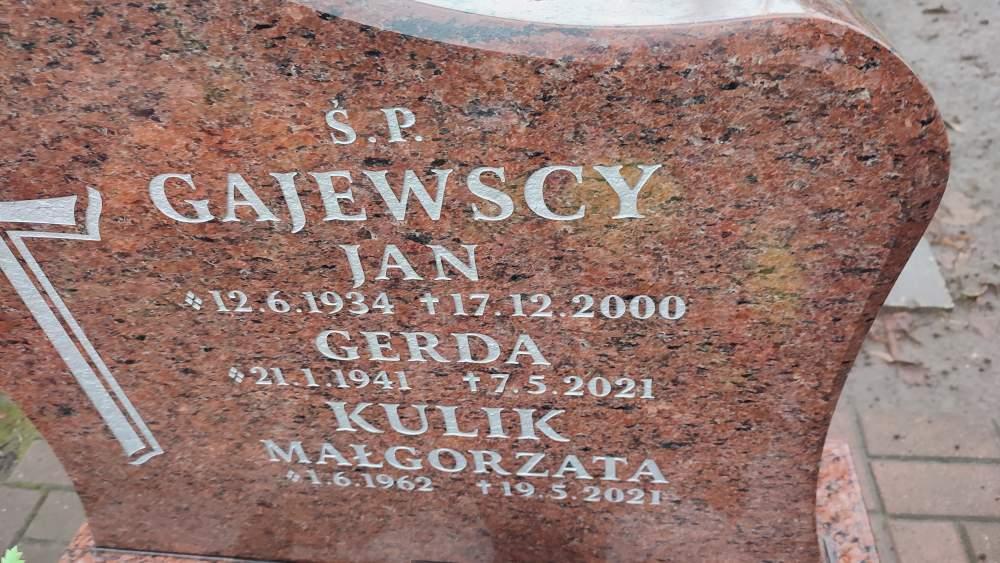 Ś.P.
GAJEWSCY
JAN
12.6.1934 †17.12.2000
GERDA
21.1.1941 †7.5.2021
KULIK
MAŁGORZATA
1.6.1962 †19.5.2021